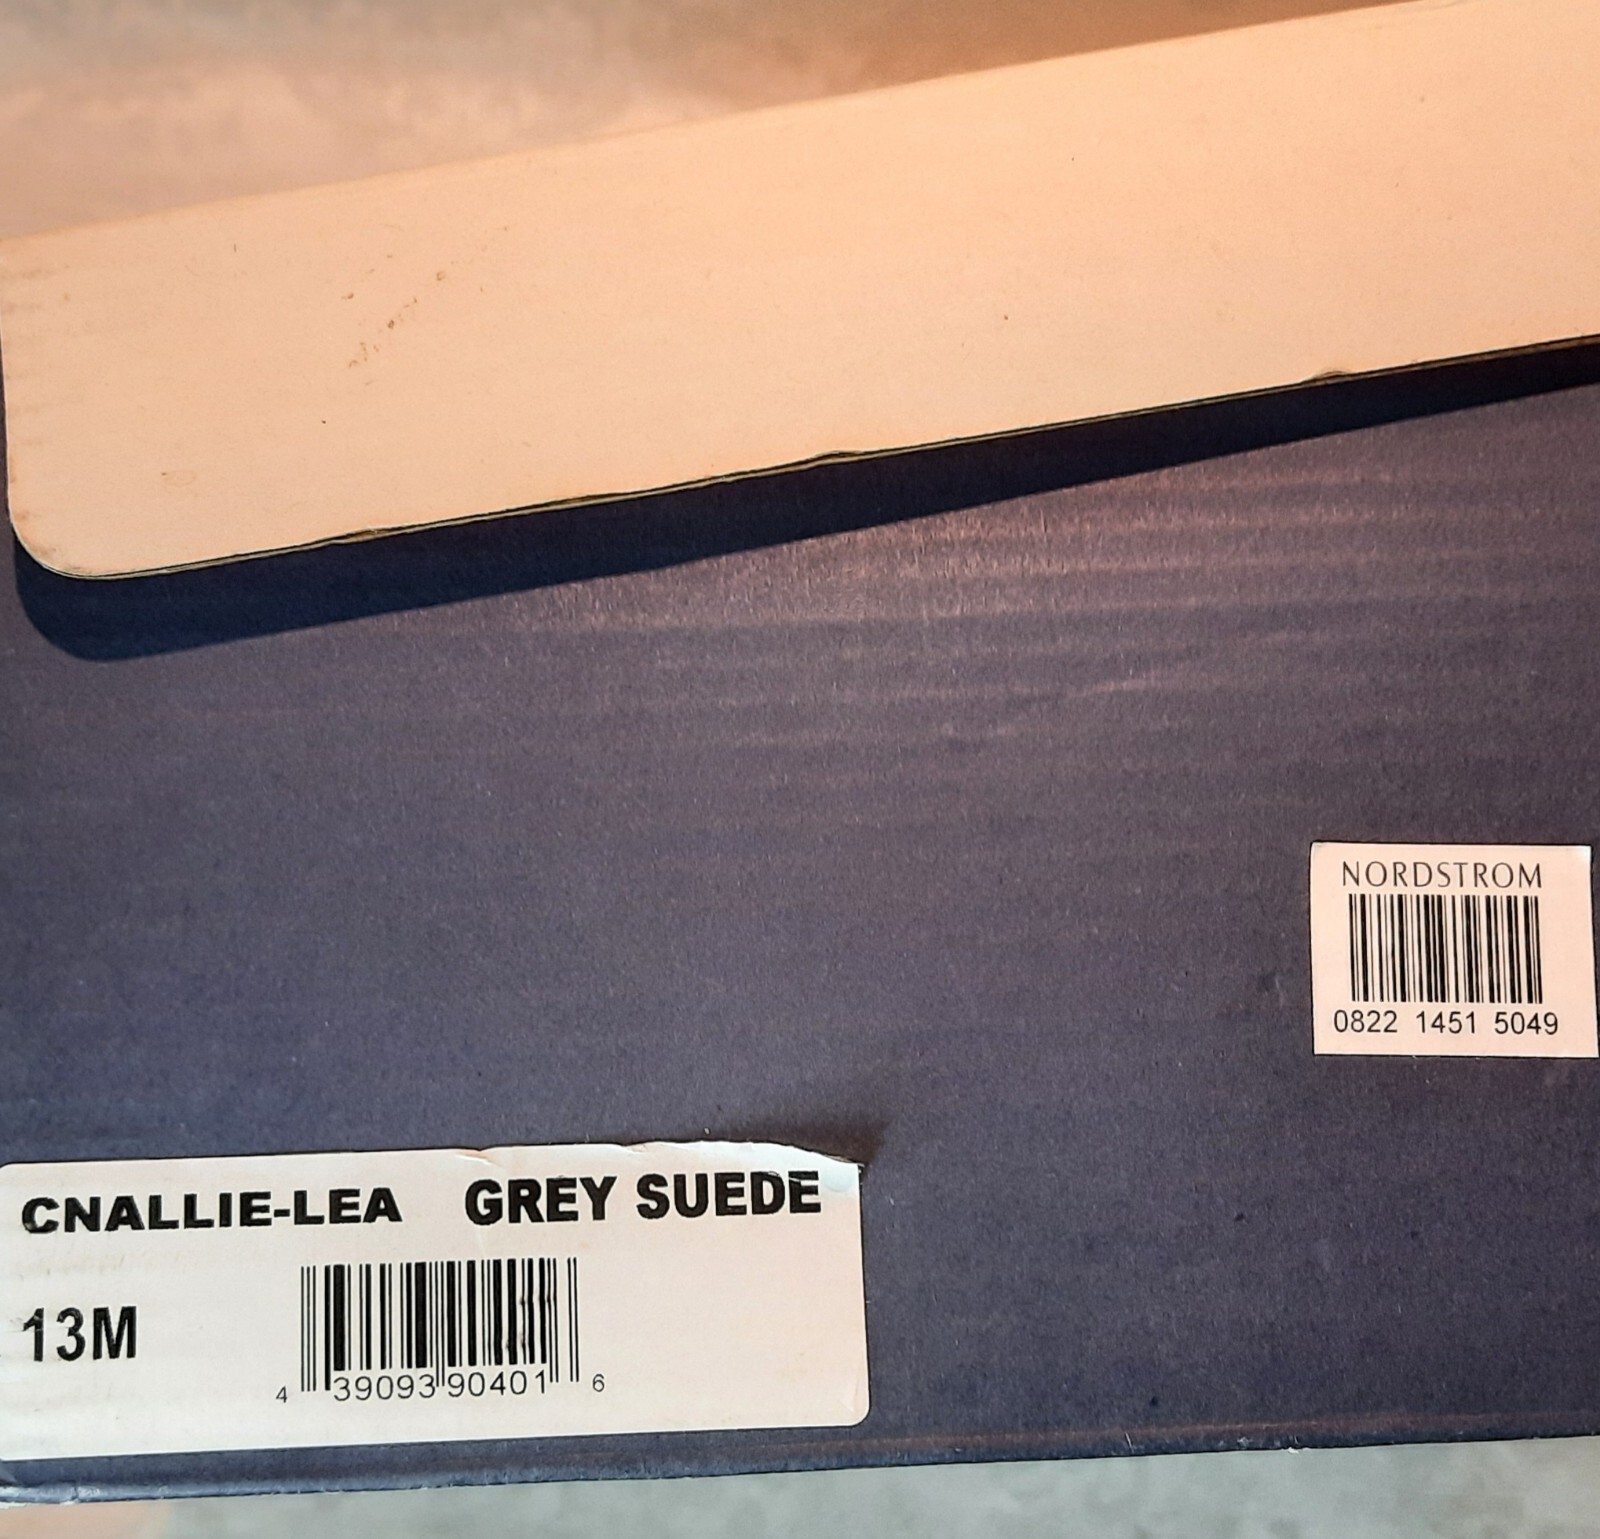 NORDSTROM
0822 1451 5049
CNALLIE-LEA GREY SUEDE
13M
4 39093 90401 6